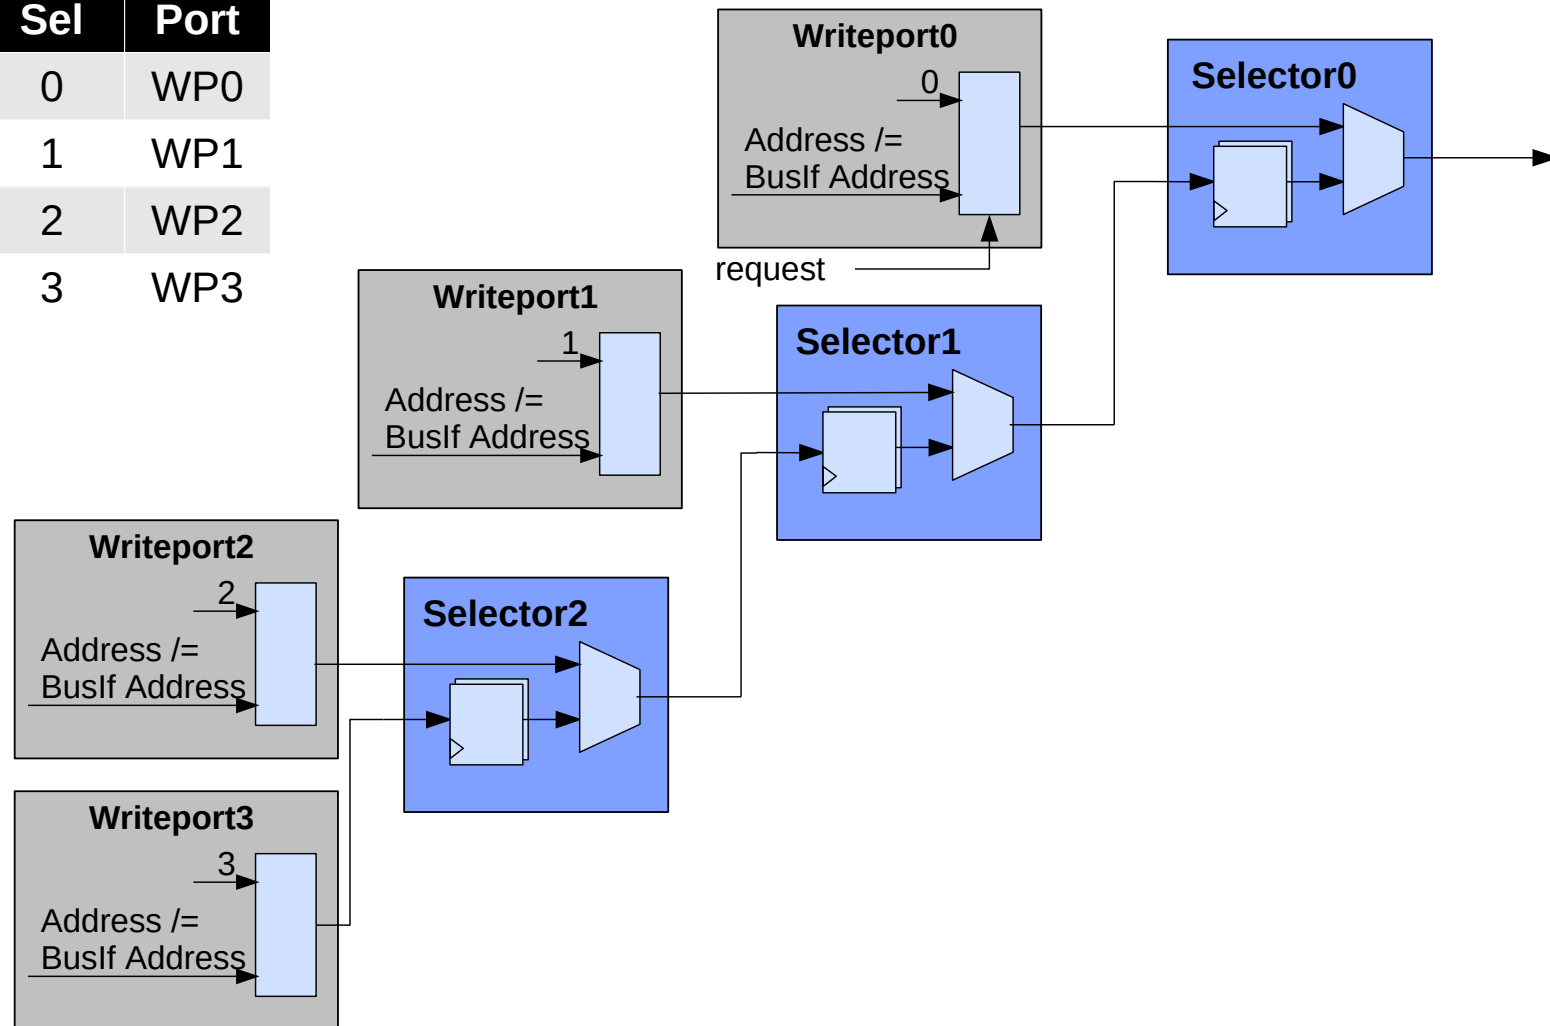 Sel Port
0 WP0
1 WP1
2 WP2
3 WP3
Writeport0
0
Address /=
BusIf Address
request
Selector0
Writeport1
1
Address /=
BusIf Address
Selector1
Writeport2
2
Address /=
BusIf Address
Selector2
Writeport3
3
Address /=
BusIf Address